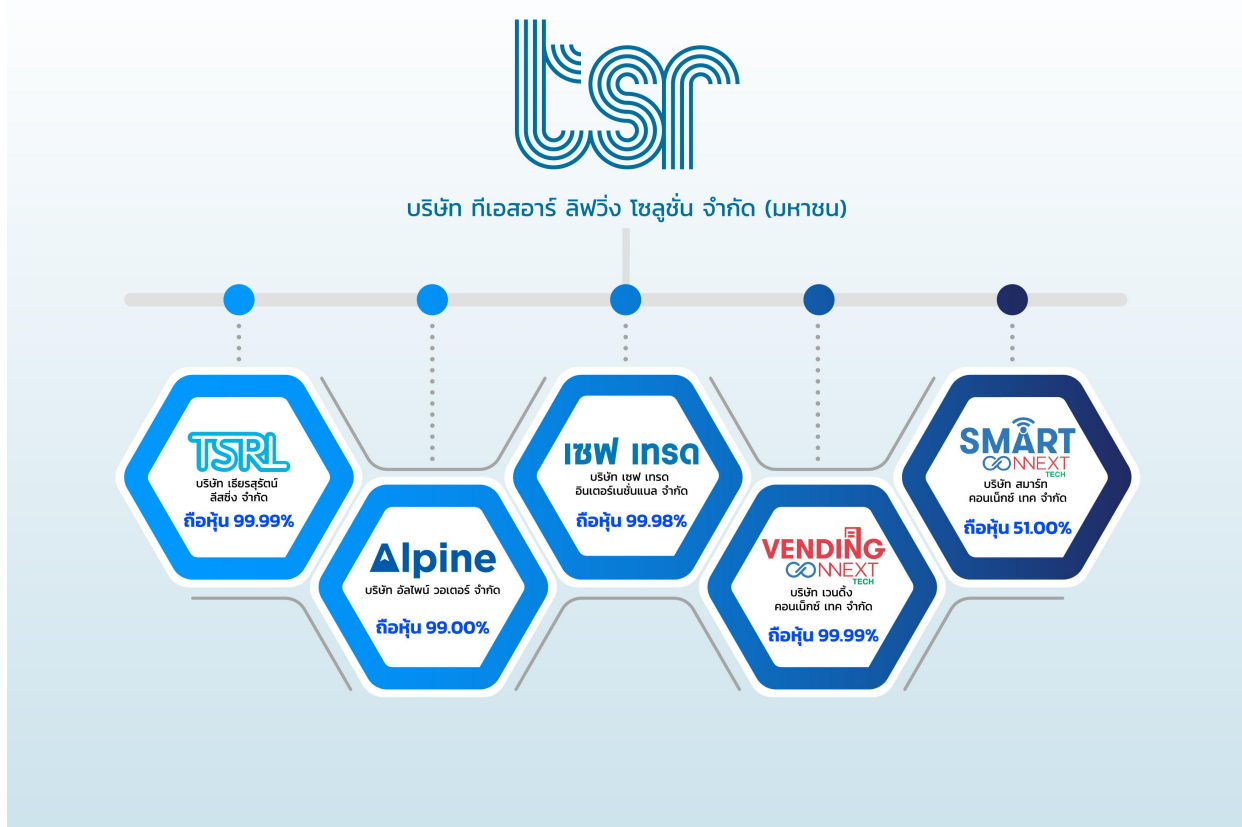 tsr
บริษัท ทีเอสอาร์ ลิฟวิ่ง โซลูชั่น จำกัด (มหาชน)
TSRL
บริษัท เธียรสุรัตน์
ลีสซิ่ง จำกัด
ถือหุ้น 99.99%
Alpine
บริษัท อัลไพน์ วอเตอร์ จำกัด
ถือหุ้น 99.00%
เซฟ เทรด
บริษัท เซฟ เทรด
อินเตอร์เนชั่นแนล จำกัด
ถือหุ้น 99.98%
VENDING
CONNEXT
TECH
บริษัท เวนดิ้ง
คอนเน็กซ์ เทค จำกัด
ถือหุ้น 99.99%
SMART
CONNEXT
TECH
บริษัท สมาร์ท
คอนเน็กซ์ เทค จำกัด
ถือหุ้น 51.00%